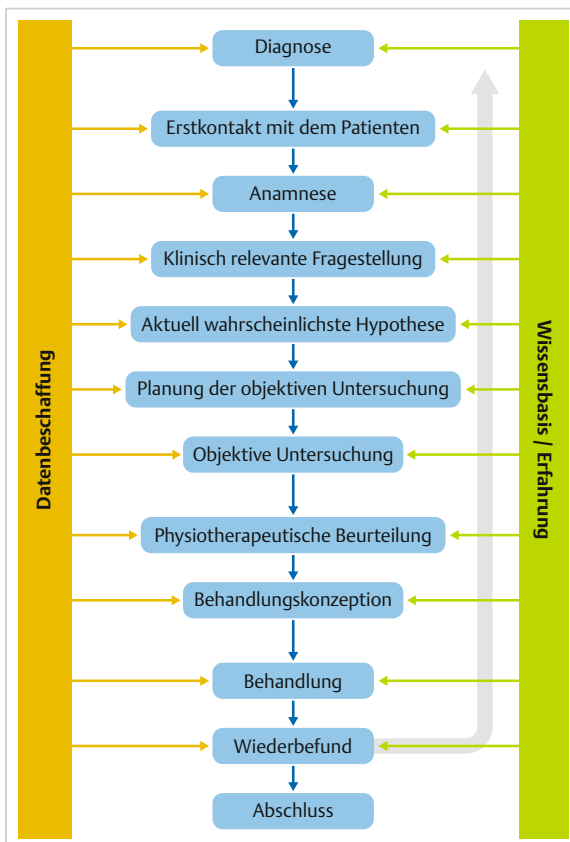 Diagnose
Erstkontakt mit dem Patienten
Anamnese
Klinisch relevante Fragestellung
Aktuell wahrscheinlichste Hypothese
Planung der objektiven Untersuchung
Objektive Untersuchung
Physiotherapeutische Beurteilung
Behandlungskonzeption
Behandlung
Wiederbefund
Abschluss
Datenbeschaffung
Wissensbasis / Erfahrung